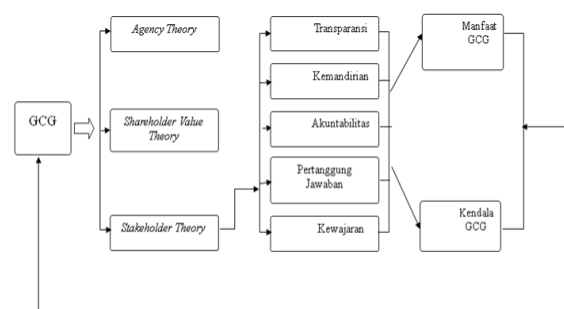 GCG
Agency Theory
Shareholder Value
Theory
Stakeholder Theory
Transparansi
Kemandirian
Akuntabilitas
Pertanggung
Jawaban
Kewajaran
Manfaat
GCG
Kendala
GCG